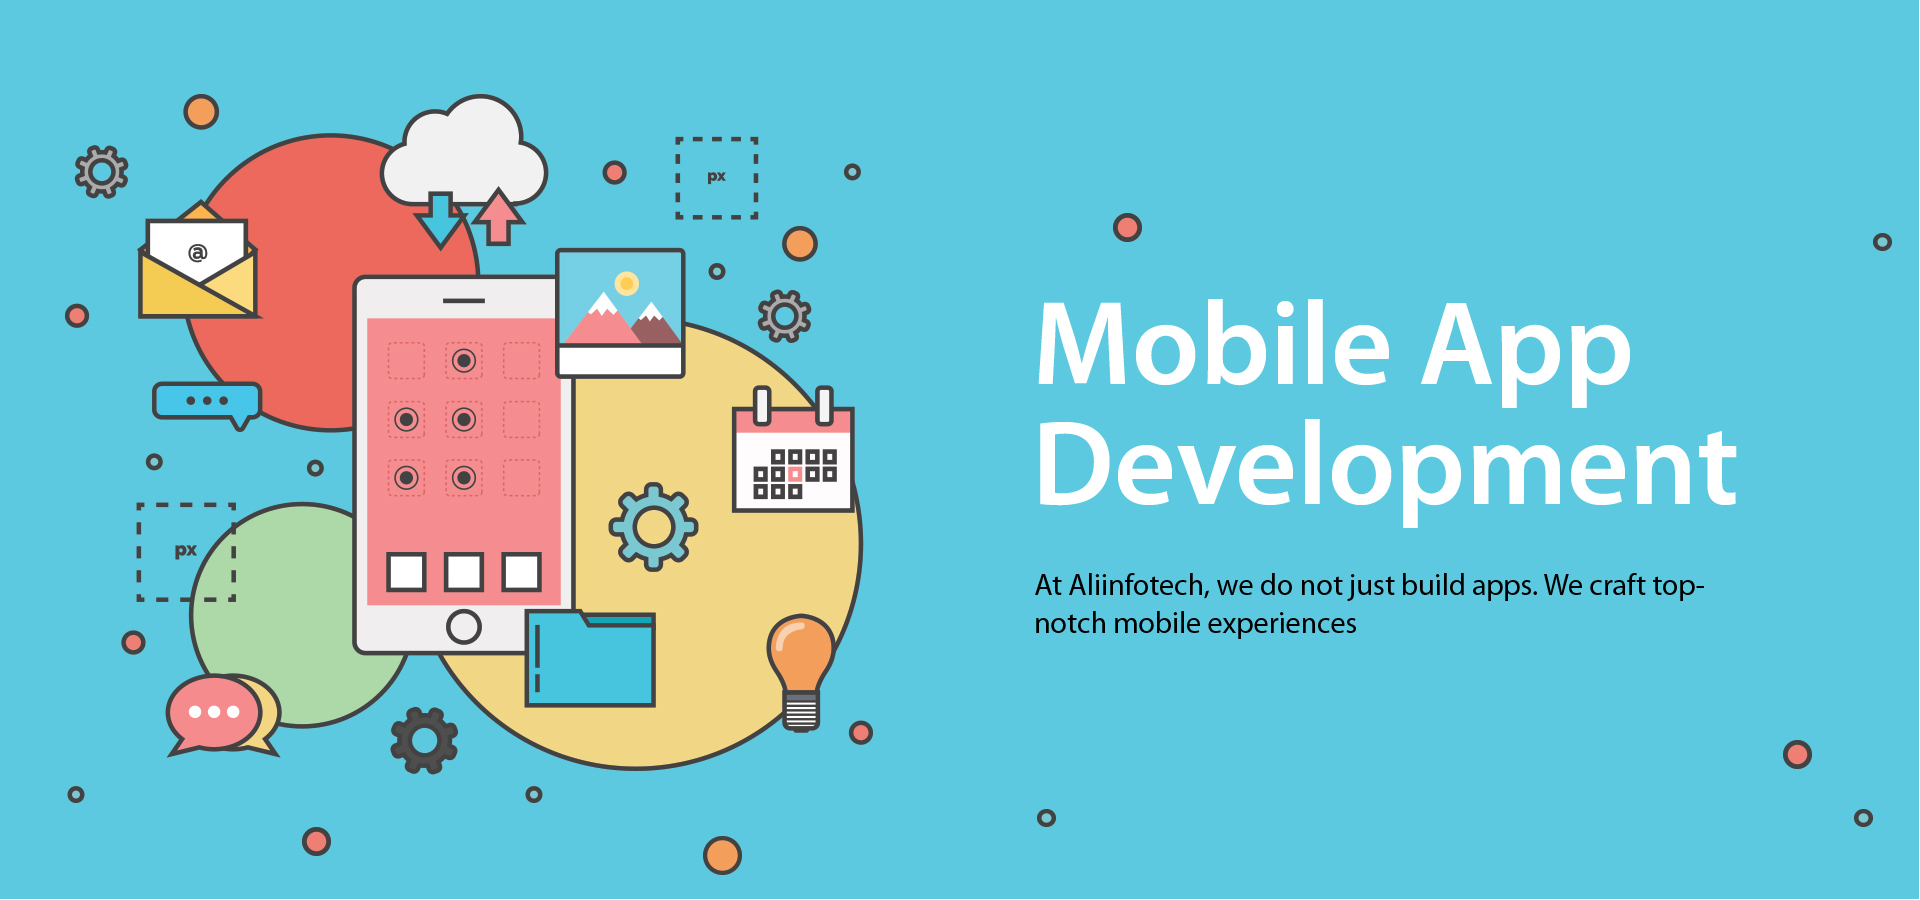 px
@
px
Mobile App
Development
At Aliinfotech, we do not just build apps. We craft top-
notch mobile experiences